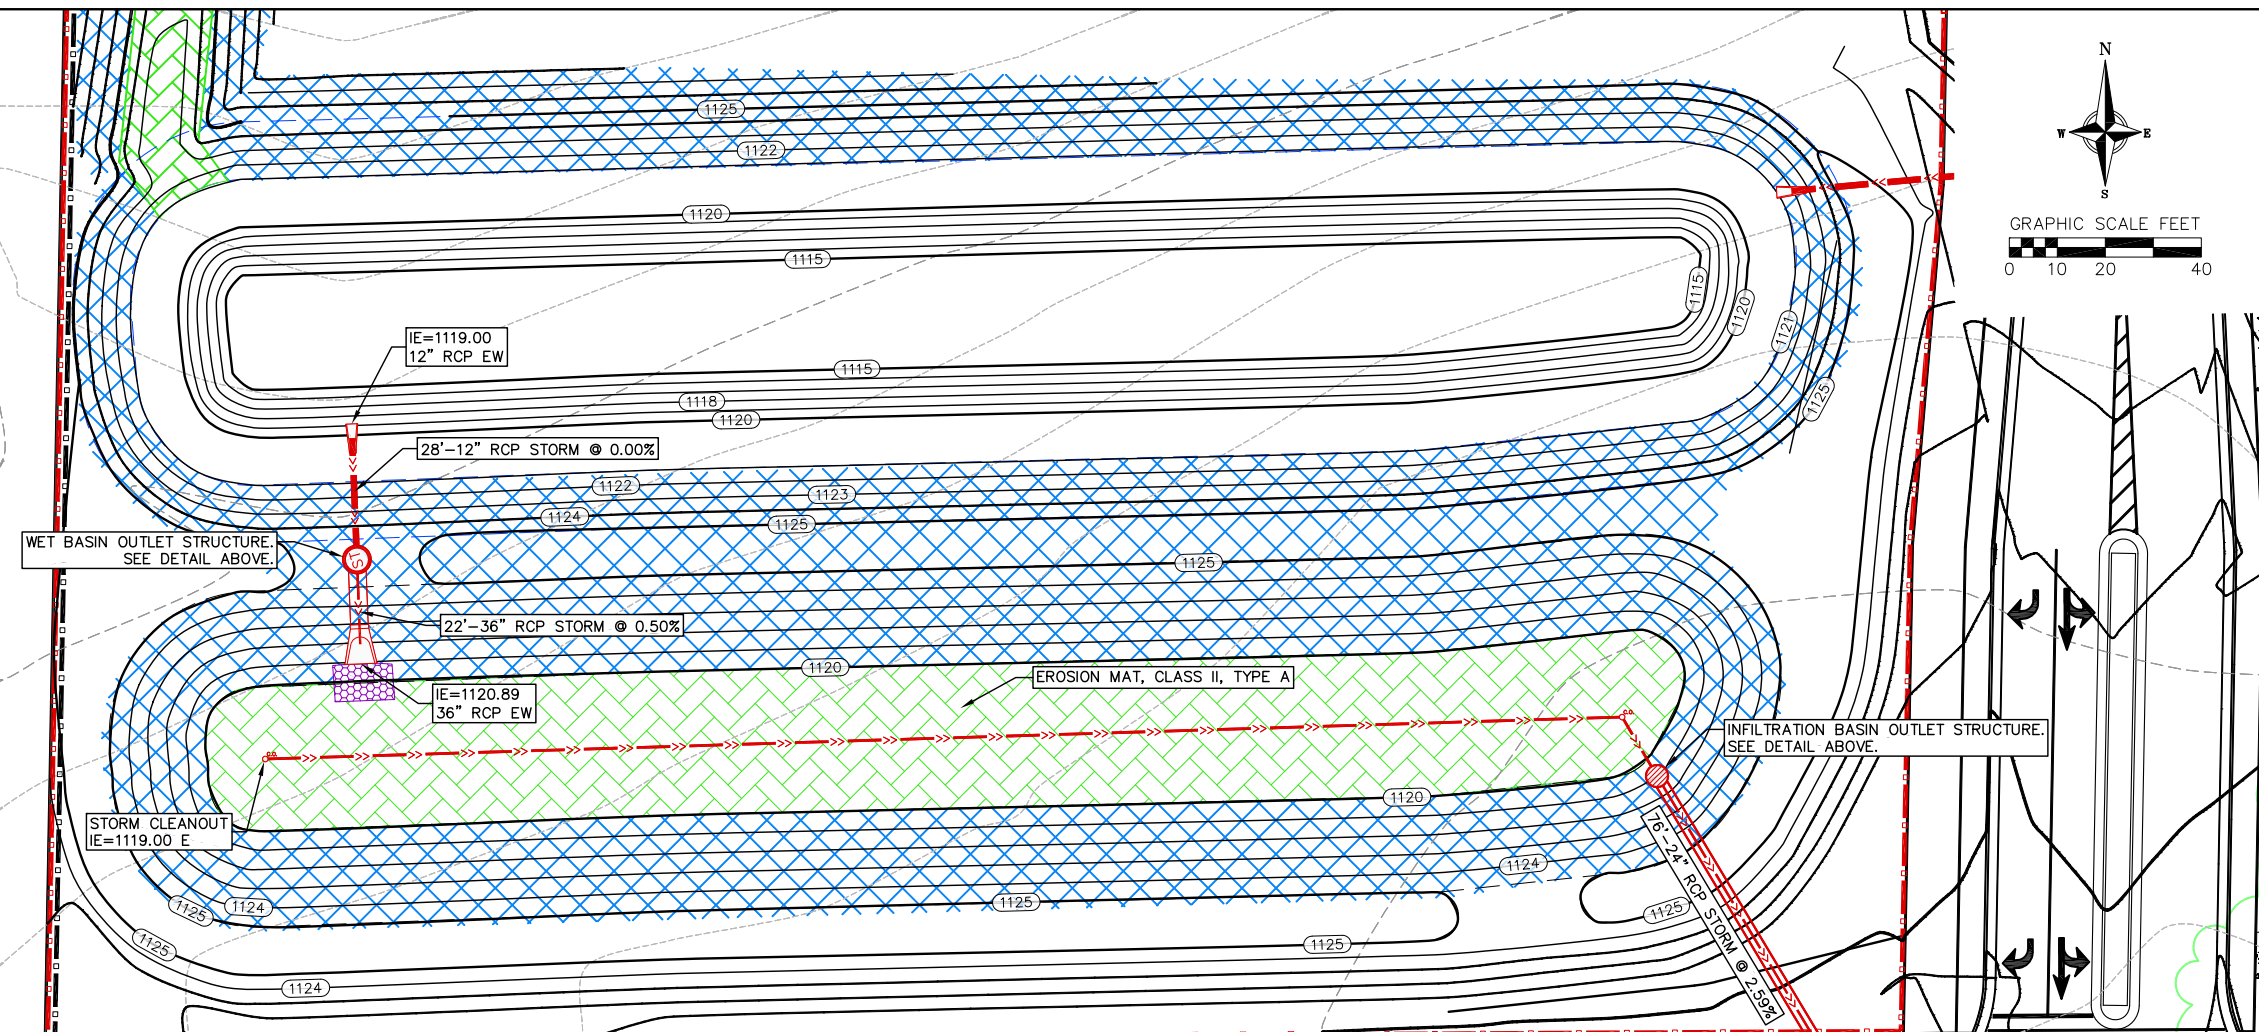 1125
1122
N
W
E
S
GRAPHIC SCALE FEET
0 10 20 40
1120
1115
1115
1120
1121
1125
IE=1119.00
12" RCP EW
1115
1118
1120
28'-12" RCP STORM @ 0.00%
1122
1123
1124
1125
WET BASIN OUTLET STRUCTURE.
SEE DETAIL ABOVE.
ST
1125
22'-36" RCP STORM @ 0.50%
1120
EROSION MAT, CLASS II, TYPE A
IE=1120.89
36" RCP EW
INFILTRATION BASIN OUTLET STRUCTURE.
SEE DETAIL ABOVE.
1120
STORM CLEANOUT
IE=1119.00 E
76'-24" RCP STORM @ 2.59%
1124
1125
1124
1125
1125
1125
1125
1124